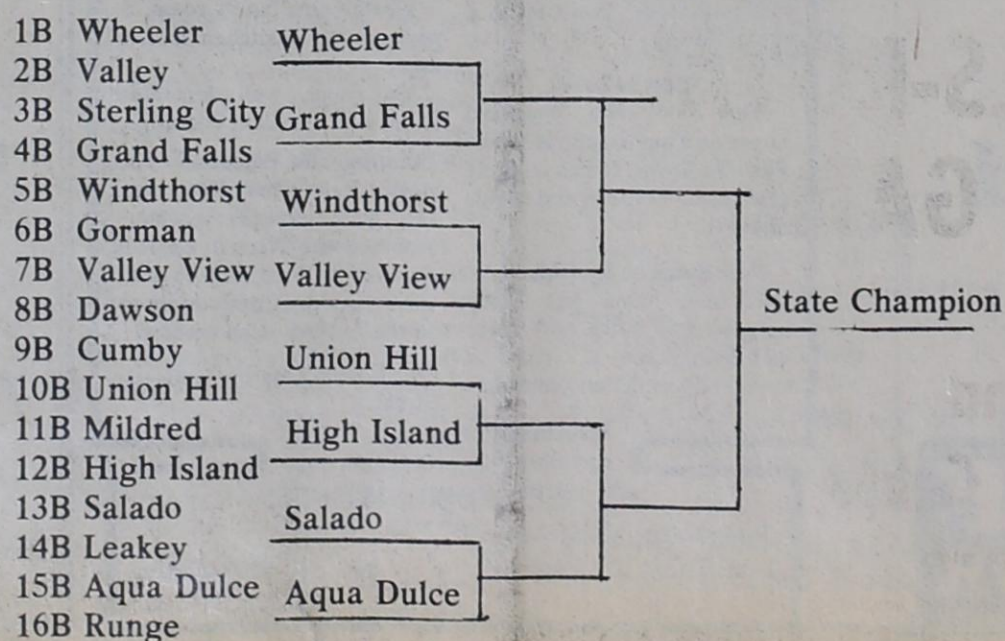 1B Wheeler
2B Valley
3B Sterling City
4B Grand Falls
5B Windthorst
6B Gorman
7B Valley View
8B Dawson
9B Cumby
10B Union Hill
11B Mildred
12B High Island
13B Salado
14B Leakey
15B Aqua Dulce
16B Runge
Wheeler
Grand Falls
Windthorst
Valley View
Union Hill
High Island
Salado
Aqua Dulce
State Champion